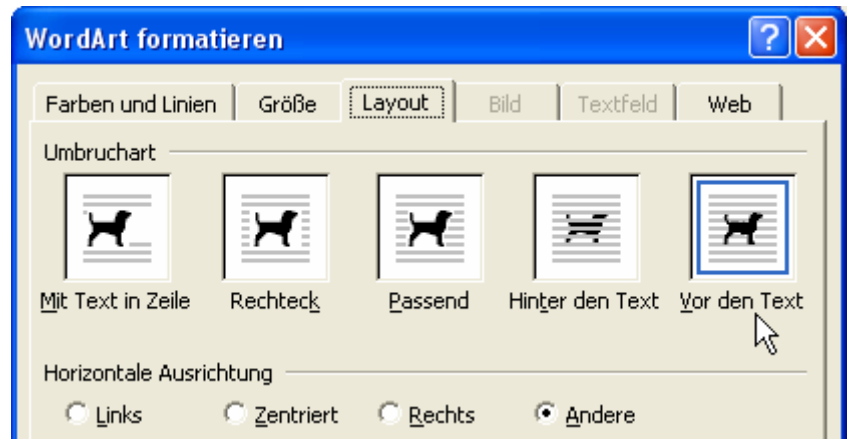 WordArt formatieren
Farben und Linien Größe Layout Bild Textfeld Web
Umbruchart
Mit Text in Zeile Rechteck Passend Hinter den Text Vor den Text
Horizontale Ausrichtung
Links Zentriert Rechts Andere